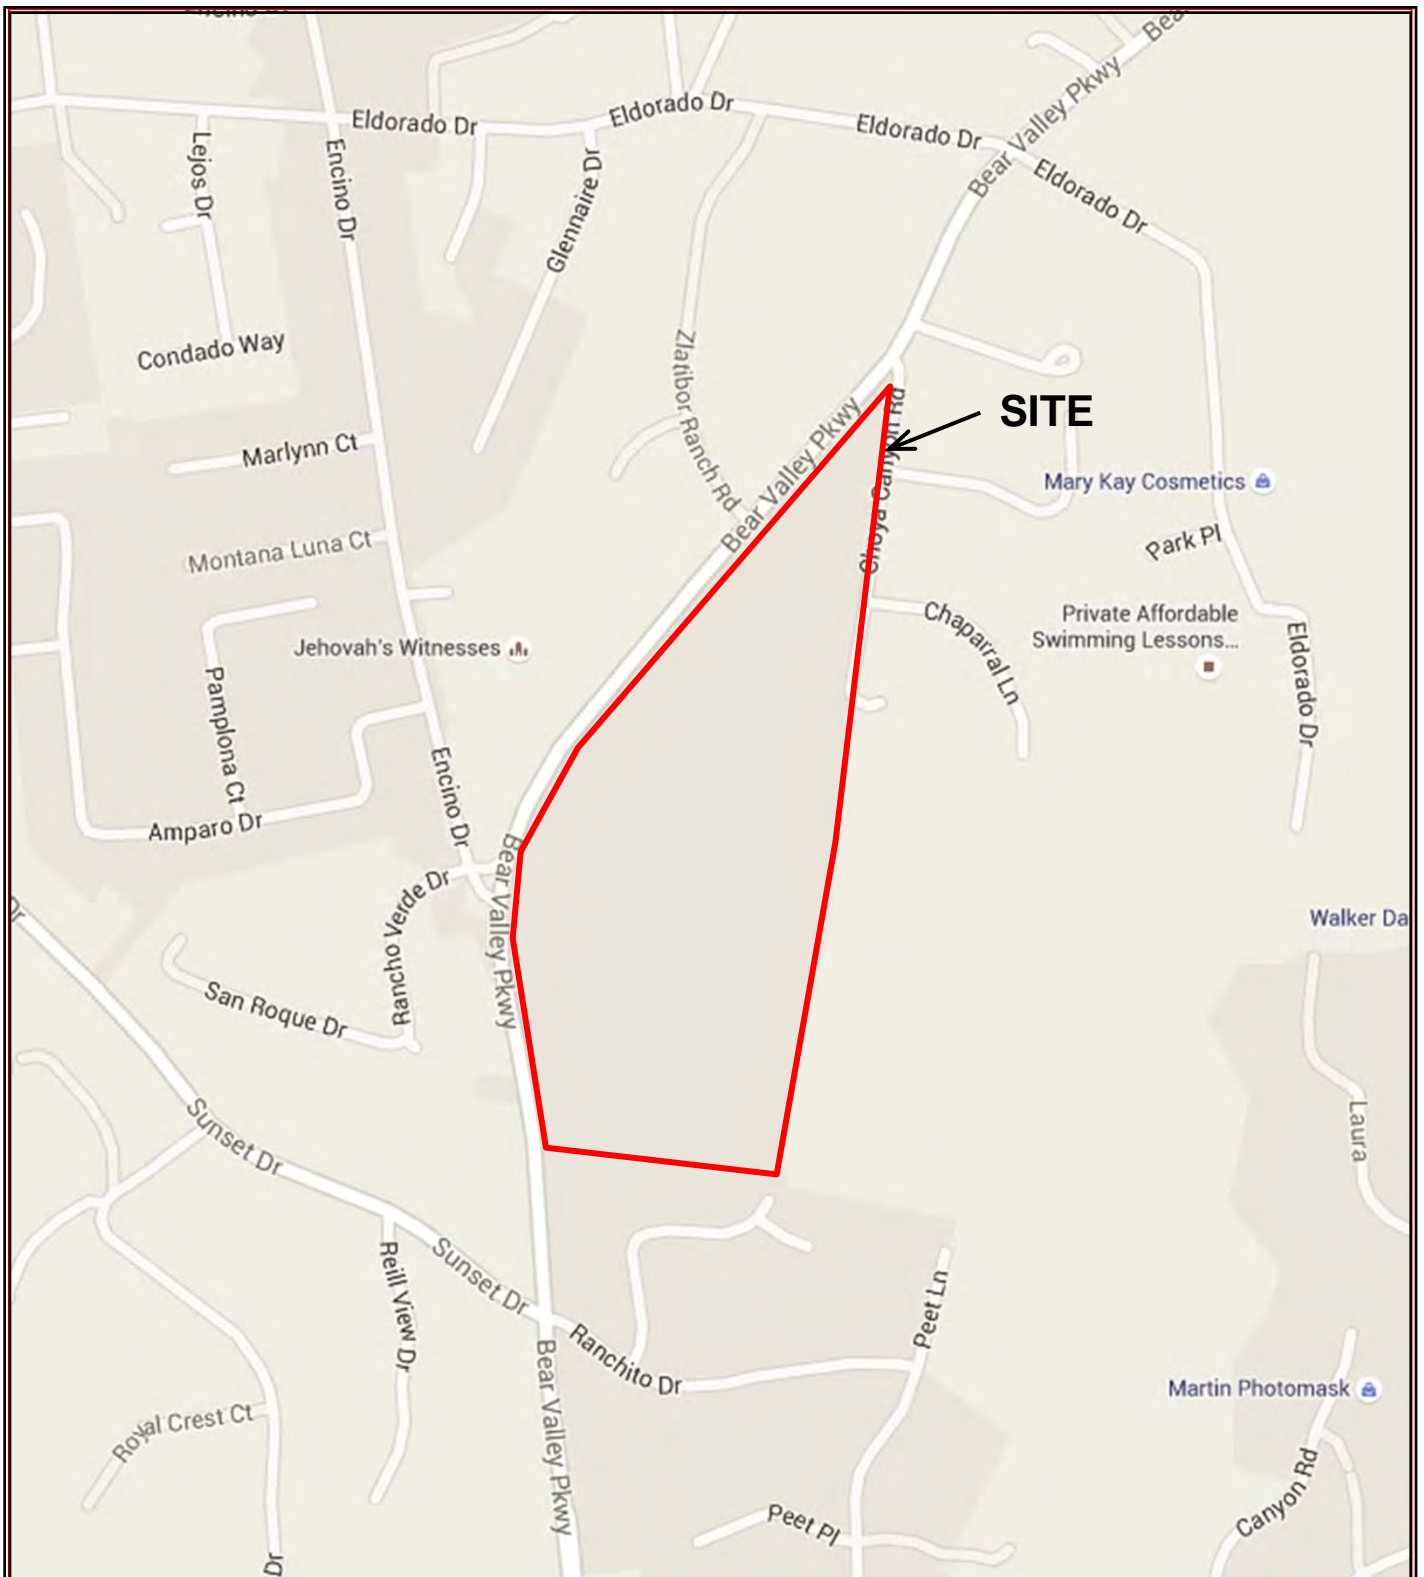 Bear Valley Pkwy
Eldorado Dr
Eldorado Dr
Eldorado Dr
Eldorado Dr
Lejos Dr
Encino Dr
Glennaire Dr
Condado Way
Zlatibor Ranch Rd
Bear Valley Pkwy
SITE
Marlynn Ct
Mary Kay Cosmetics
Montana Luna Ct
Park Pl
Chaparral Ln
Private Affordable
Swimming Lessons...
Jehovah's Witnesses
Eldorado Dr
Pamplona Ct
Encino Dr
Amparo Dr
Bear Valley Pkwy
Rancho Verde Dr
Dr
Walker Da
San Roque Dr
Sunset Dr
Laura
Reill View Dr
Sunset Dr
Peet Ln
Ranchito Dr
Bear Valley Pkwy
Martin Photomask
Royal Crest Ct
Canyon Rd
Peet Pl
Dr